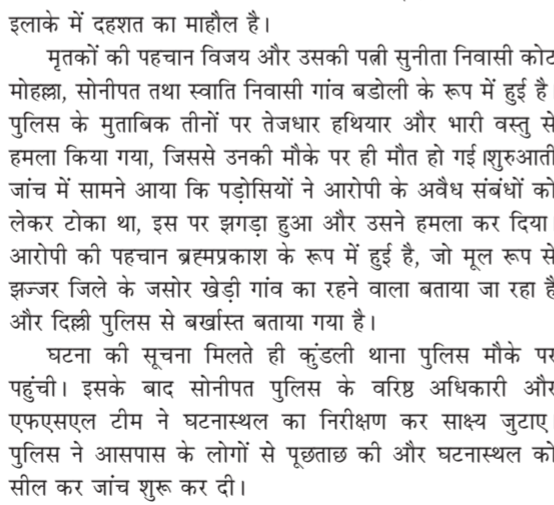 इलाके में दहशत का माहौल है।
मृतकों की पहचान विजय और उसकी पत्नी सुनीता निवासी कोट
मोहल्ला, सोनीपत तथा स्वाति निवासी गांव बडोली के रूप में हुई है।
पुलिस के मुताबिक तीनों पर तेजधार हथियार और भारी वस्तु से
हमला किया गया, जिससे उनकी मौके पर ही मौत हो गई।शुरुआती
जांच में सामने आया कि पड़ोसियों ने आरोपी के अवैध संबंधों को
लेकर टोका था, इस पर झगड़ा हुआ और उसने हमला कर दिया।
आरोपी की पहचान ब्रह्मप्रकाश के रूप में हुई है, जो मूल रूप से
झज्जर जिले के जसोर खेड़ी गांव का रहने वाला बताया जा रहा है
और दिल्ली पुलिस से बर्खास्त बताया गया है।
घटना की सूचना मिलते ही कुंडली थाना पुलिस मौके पर
पहुंची। इसके बाद सोनीपत पुलिस के वरिष्ठ अधिकारी और
एफएसएल टीम ने घटनास्थल का निरीक्षण कर साक्ष्य जुटाए।
पुलिस ने आसपास के लोगों से पूछताछ की और घटनास्थल को
सील कर जांच शुरू कर दी।